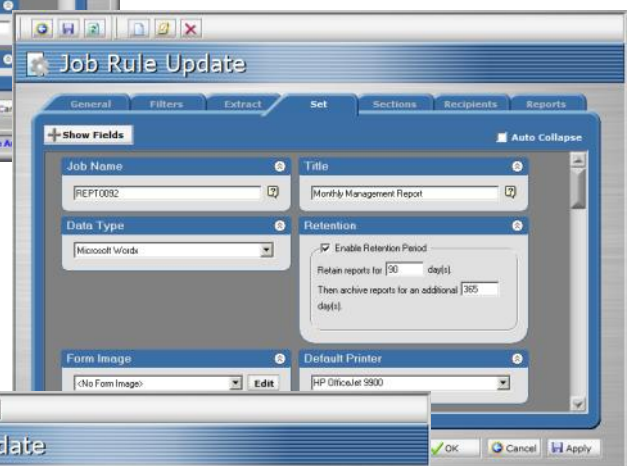 Job Rule Update
General Filters Extract Set Sections Recipients Reports
Show Fields Auto Collapse
Job Name Title
REPT0092 Monthly Management Report
Data Type Retention
Microsoft Words Enable Retention Period
Retain reports for 90 day(s).
Then archive reports for an additional 365
day(s).
Form Image Default Printer
<No Form Image> Edit HP OfficeJet 9900
date
OK Cancel Apply